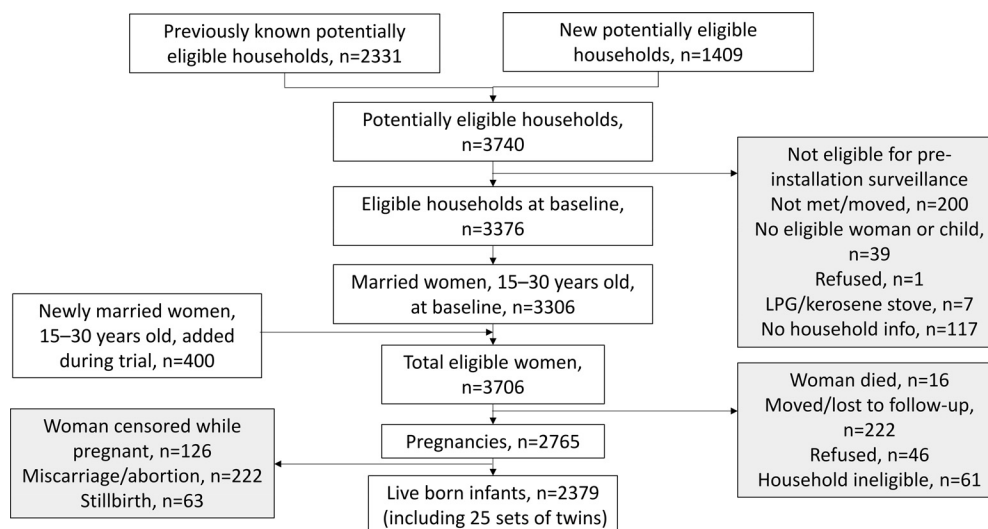 Previously known potentially
eligible households, n=2331
New potentially eligible
households, n=1409
Potentially eligible households,
n=3740
Not eligible for pre-
installation surveillance
Not met/moved, n=200
No eligible woman or child,
n=39
Refused, n=1
LPG/kerosene stove, n=7
No household info, n=117
Eligible households at baseline,
n=3376
Married women, 15–30 years old,
at baseline, n=3306
Newly married women,
15–30 years old, added
during trial, n=400
Total eligible women,
n=3706
Woman died, n=16
Moved/lost to follow-up,
n=222
Refused, n=46
Household ineligible, n=61
Pregnancies, n=2765
Woman censored while
pregnant, n=126
Miscarriage/abortion, n=222
Stillbirth, n=63
Live born infants, n=2379
(including 25 sets of twins)